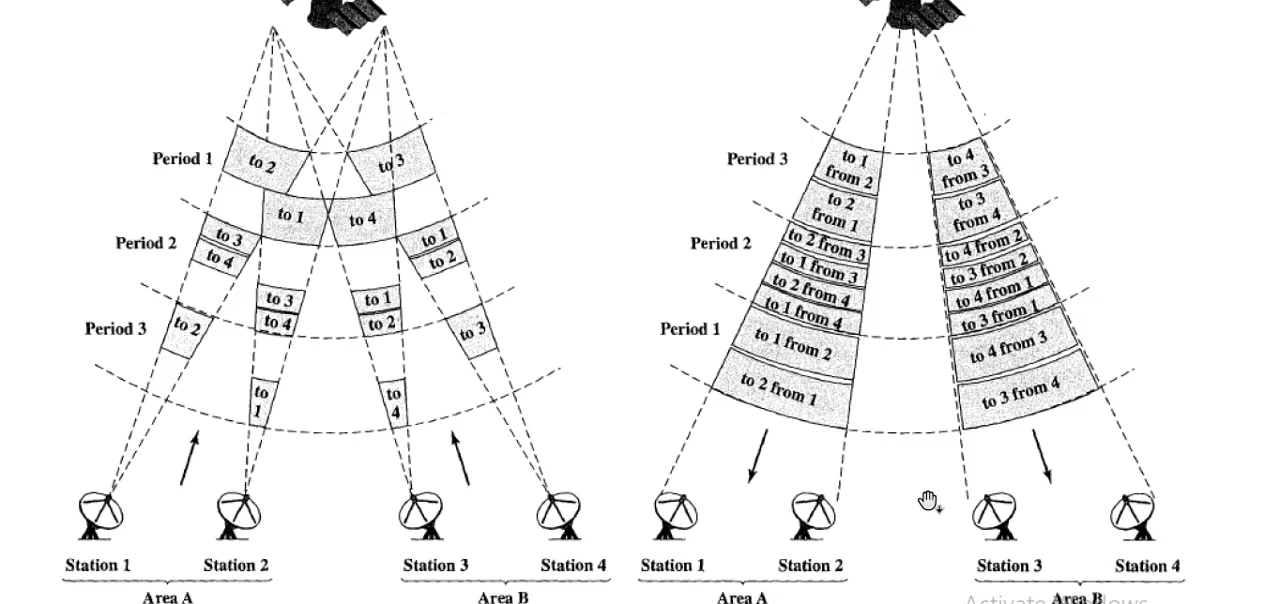 Period 1
to 2
to 3
to 1
to 4
Period 2
to 3
to 4
to 1
to 2
to 3
to 4
to 1
to 2
Period 3
to 2
to 3
to
1
to
4
Station 1
Station 2
Station 3
Station 4
Area A
Area B
Period 3
to 1
from 2
to 2
from 1
to 4
from 3
to 3
from 4
Period 2
to 2 from 3
to 1 from 3
to 2 from 4
to 1 from 4
to 4 from 2
to 3 from 2
to 4 from 1
to 3 from 1
Period 1
to 1 from 2
to 2 from 1
to 4 from 3
to 3 from 4
Station 1
Station 2
Station 3
Station 4
Area A
Area B
Activate Windows